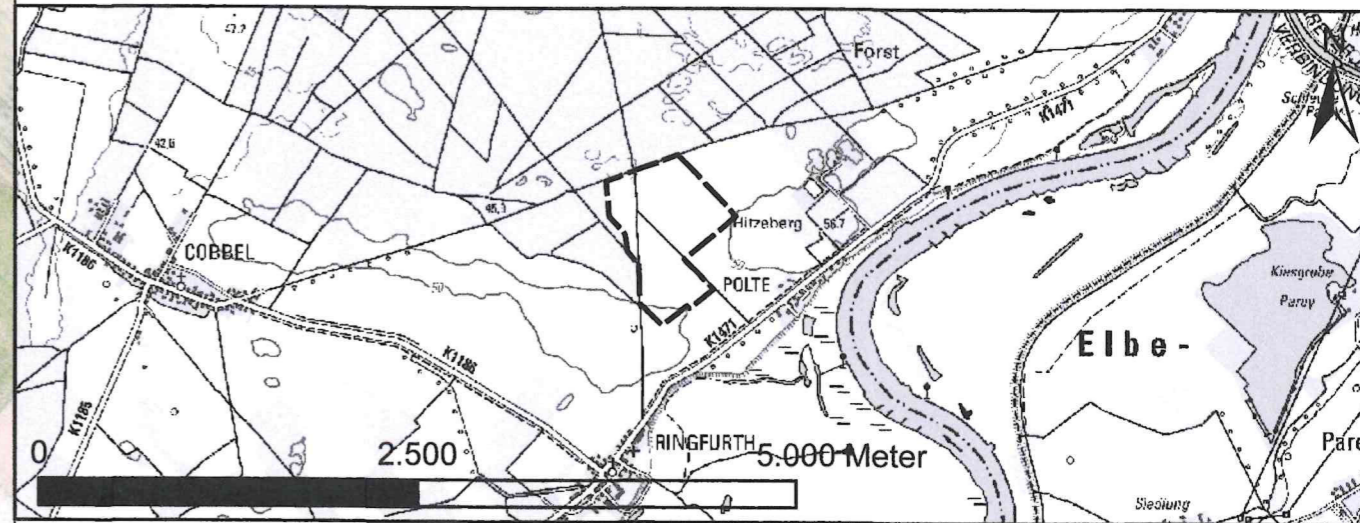 Forst
N
K1471
42,6
45,1
Hitzeberg
56.7
COBBEL
K1186
50
POLTE
K1471
Kiesgrube
Parey
Elbe-
K1186
K1185
RINGFURTH
0 2.500 5.000 Meter
Siedlung